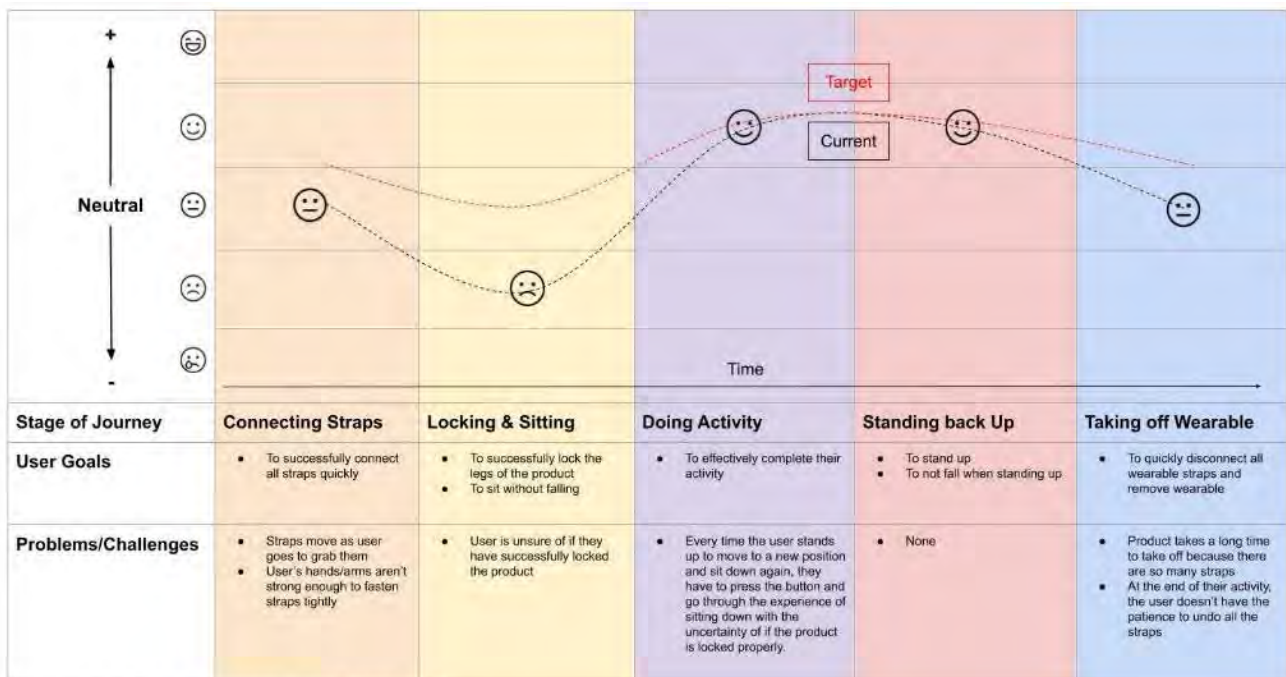 +
Target
Current
Neutral
-
Time
Stage of Journey
Connecting Straps
Locking & Sitting
Doing Activity
Standing back Up
Taking off Wearable
User Goals
● To successfully connect
all straps quickly
● To successfully lock the
legs of the product
● To sit without falling
● To effectively complete their
activity
● To stand up
● To not fall when standing up
● To quickly disconnect all
wearable straps and
remove wearable
Problems/Challenges
● Straps move as user
goes to grab them
● User's hands/arms aren't
strong enough to fasten
straps tightly
● User is unsure of if they
have successfully locked
the product
● Every time the user stands
up to move to a new position
and sit down again, they
have to press the button and
go through the experience of
sitting down with the
uncertainty of if the product
is locked properly.
● None
● Product takes a long time
to take off because there
are so many straps
● At the end of their activity,
the user doesn't have the
patience to undo all the
straps